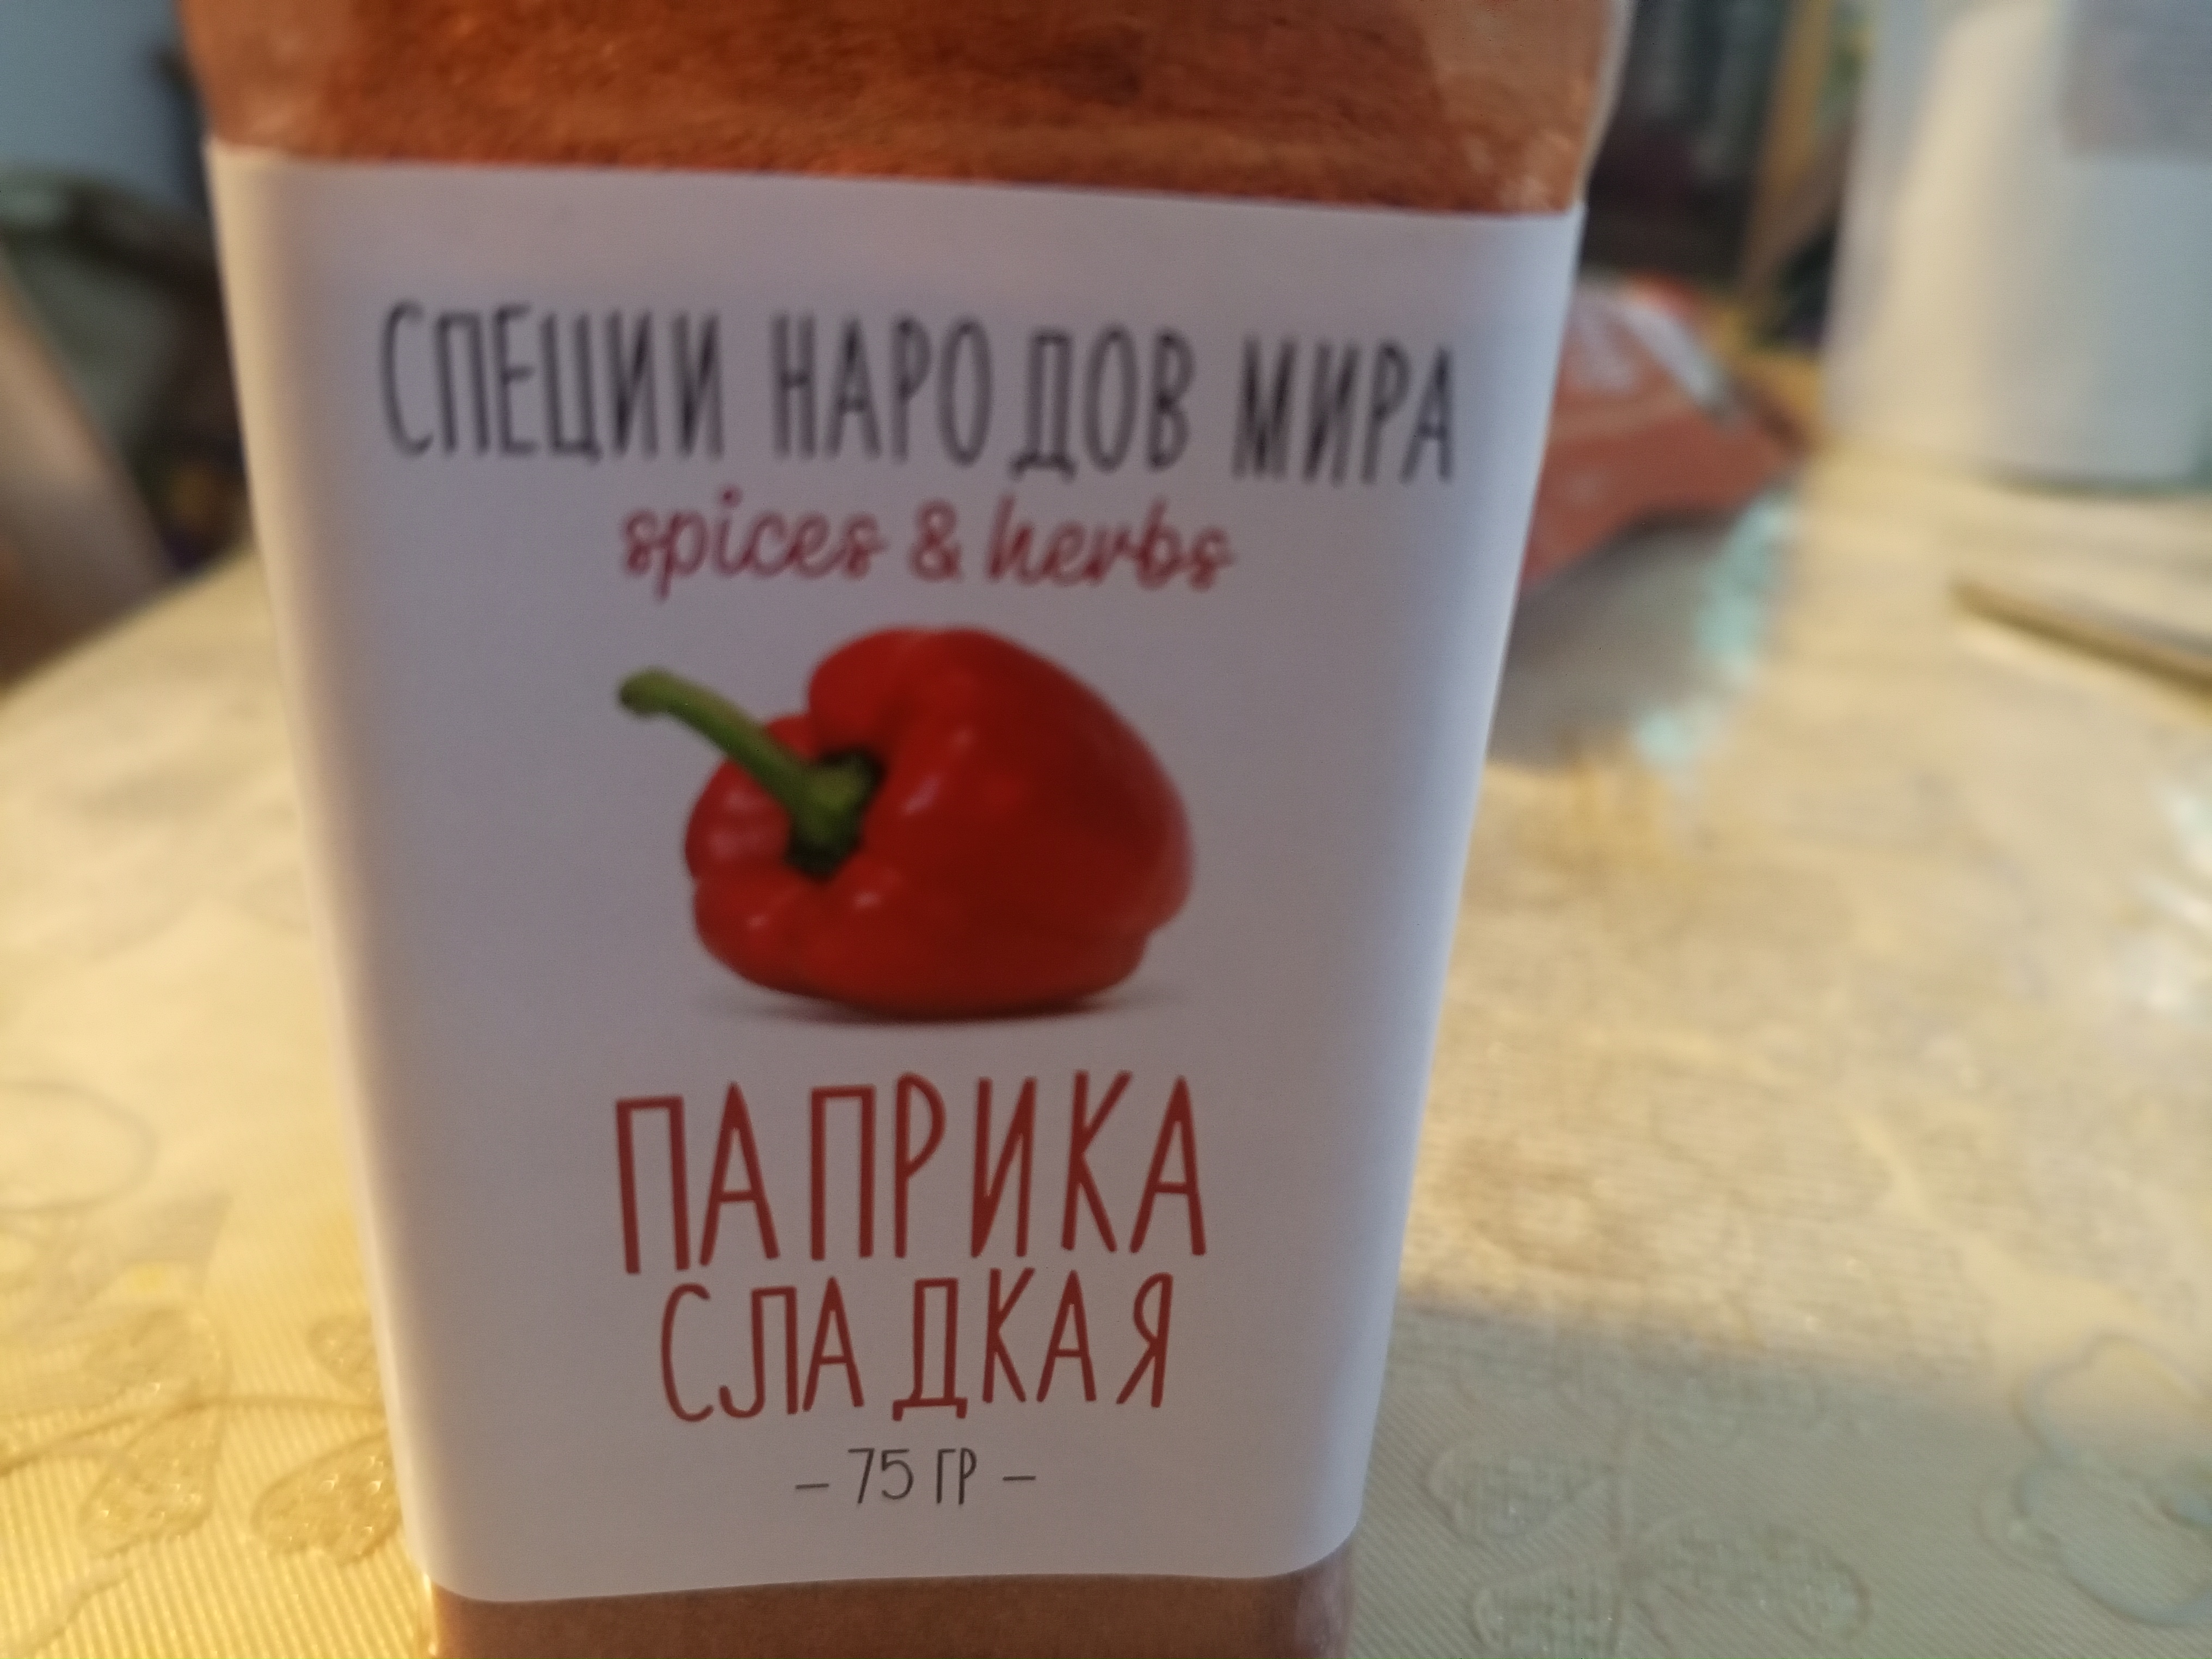 СПЕЦИИ НАРОДОВ МИРА
spices & herbs
ПАПРИКА
СЛАДКАЯ
– 75 ГР –